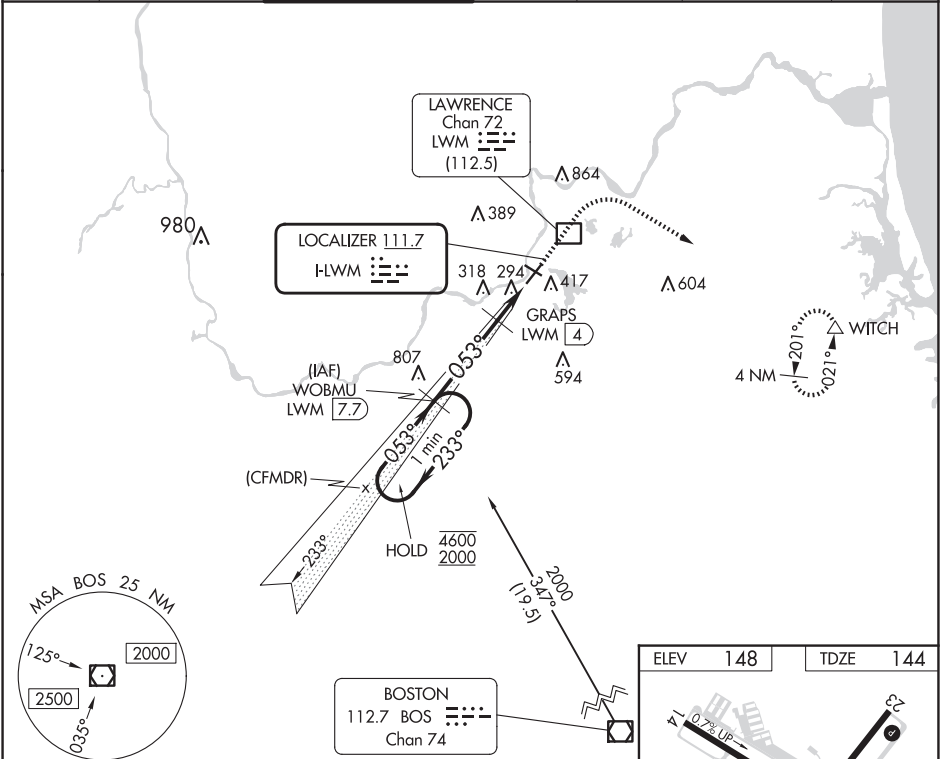 LAWRENCE
Chan 72
LWM
(112.5)
864
389
980
LOCALIZER 111.7
I-LWM
318
294
417
604
GRAPS
LWM 4
WITCH
201°
021°
4 NM
594
807
(IAF)
WOBMU
LWM 7.7
053°
053°
1 min
233°
(CFMDR)
233°
HOLD
4600
2000
2000
347°
(19.5)
MSA BOS 25 NM
125°
2000
2500
035°
BOSTON
112.7 BOS
Chan 74
ELEV 148
TDZE 144
14
0.7% UP
23
P